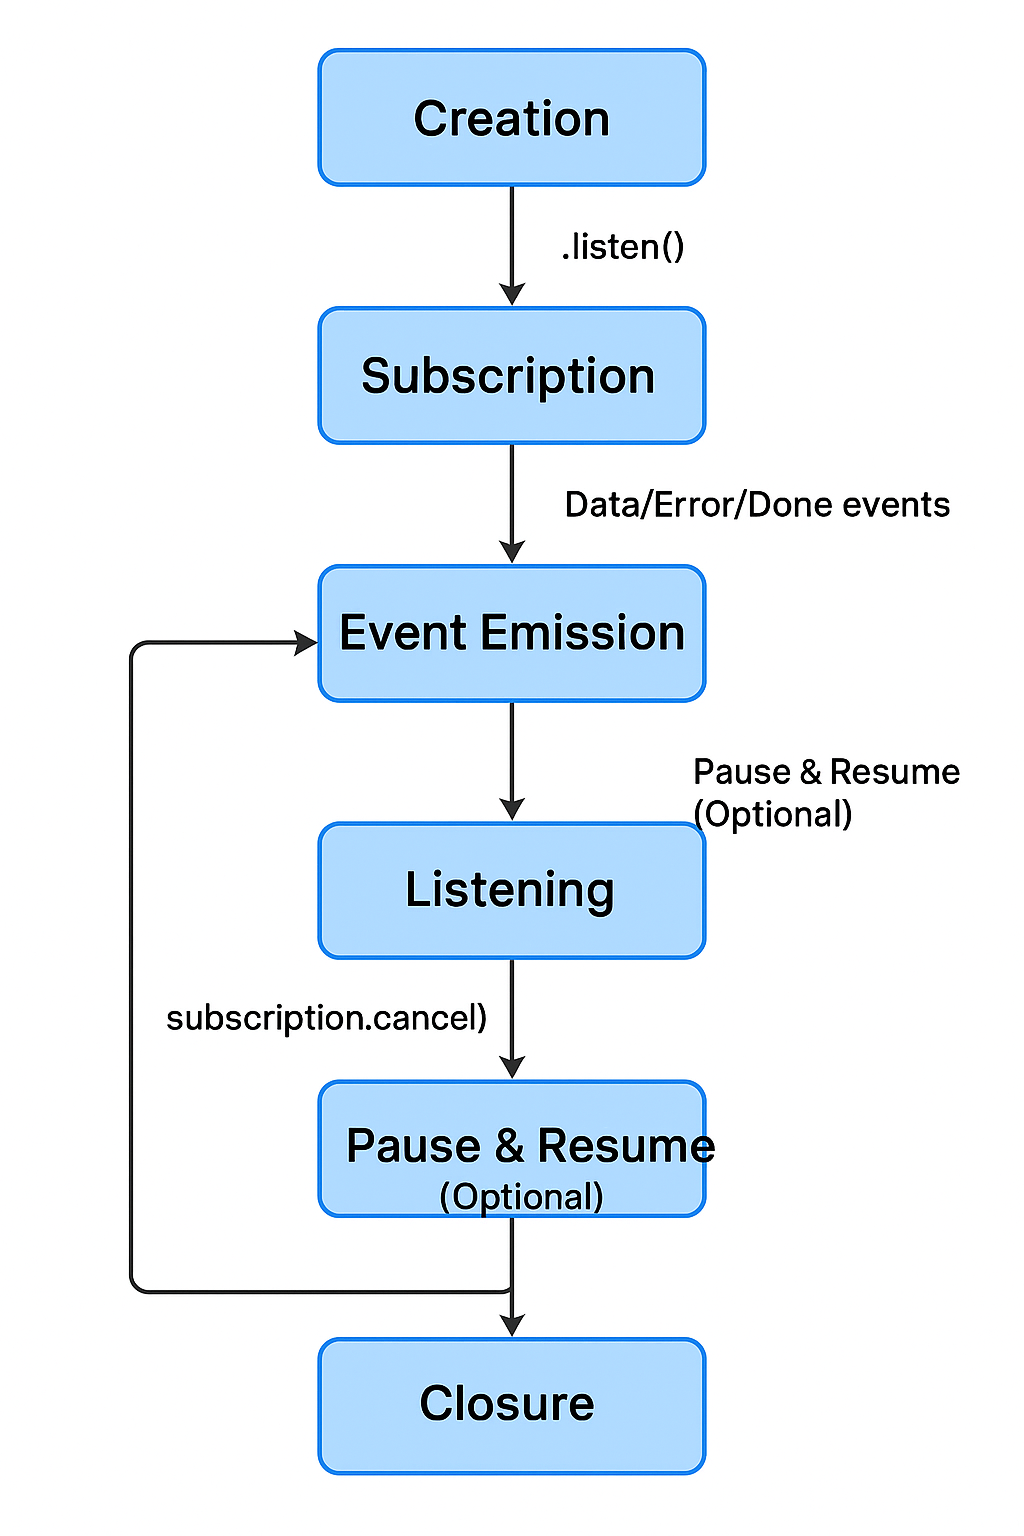 Creation
.listen()
Subscription
Data/Error/Done events
Event Emission
Pause & Resume
(Optional)
Listening
subscription.cancel)
Pause & Resume
(Optional)
Closure